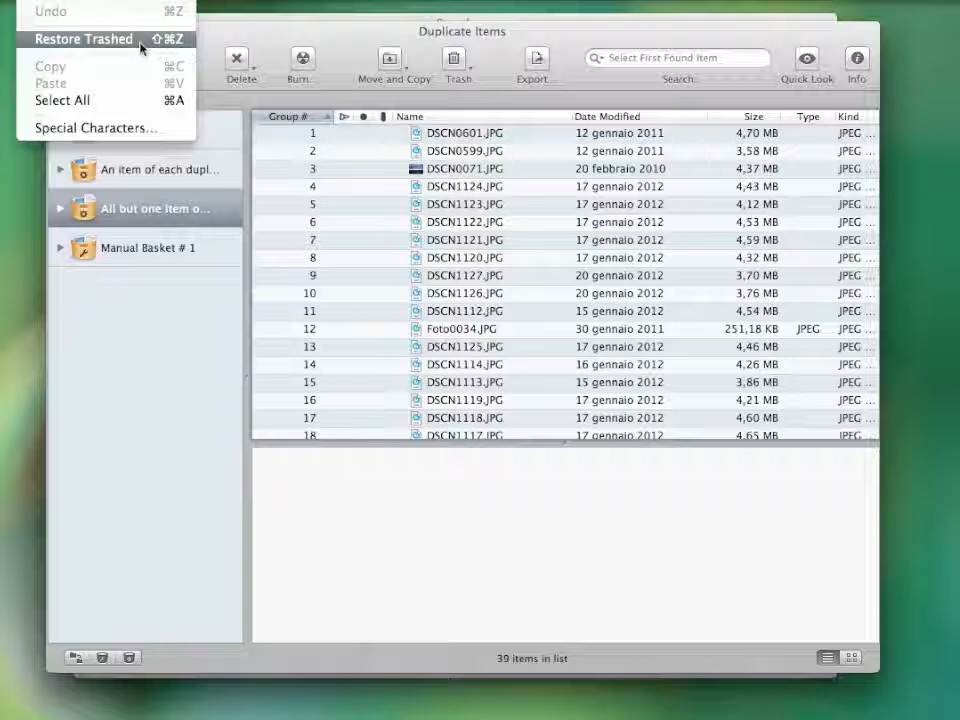 Undo ⌘Z
Restore Trashed ⇧⌘Z
Copy ⌘C
Paste ⌘V
Select All ⌘A
Special Characters...
Duplicate Items
Delete
Burn...
Move and Copy
Trash
Export...
Select First Found Item
Search:
Quick Look
Info
An item of each dupl...
All but one item o...
Manual Basket # 1
Group # Name Date Modified Size Type Kind
1 DSCN0601.JPG 12 gennaio 2011 4,70 MB JPEG ...
2 DSCN0599.JPG 12 gennaio 2011 3,58 MB JPEG ...
3 DSCN0071.JPG 20 febbraio 2010 4,37 MB JPEG ...
4 DSCN1124.JPG 17 gennaio 2012 4,43 MB JPEG ...
5 DSCN1123.JPG 17 gennaio 2012 4,12 MB JPEG ...
6 DSCN1122.JPG 17 gennaio 2012 4,53 MB JPEG ...
7 DSCN1121.JPG 17 gennaio 2012 4,59 MB JPEG ...
8 DSCN1120.JPG 17 gennaio 2012 4,32 MB JPEG ...
9 DSCN1127.JPG 20 gennaio 2012 3,70 MB JPEG ...
10 DSCN1126.JPG 20 gennaio 2012 3,76 MB JPEG ...
11 DSCN1112.JPG 15 gennaio 2012 4,54 MB JPEG ...
12 Foto0034.JPG 30 gennaio 2011 251,18 KB JPEG JPEG ...
13 DSCN1125.JPG 17 gennaio 2012 4,46 MB JPEG ...
14 DSCN1114.JPG 16 gennaio 2012 4,26 MB JPEG ...
15 DSCN1113.JPG 15 gennaio 2012 3,86 MB JPEG ...
16 DSCN1119.JPG 17 gennaio 2012 4,21 MB JPEG ...
17 DSCN1118.JPG 17 gennaio 2012 4,60 MB JPEG ...
18 DSCN1117.JPG 17 gennaio 2012 4,65 MB JPEG ...
39 items in list